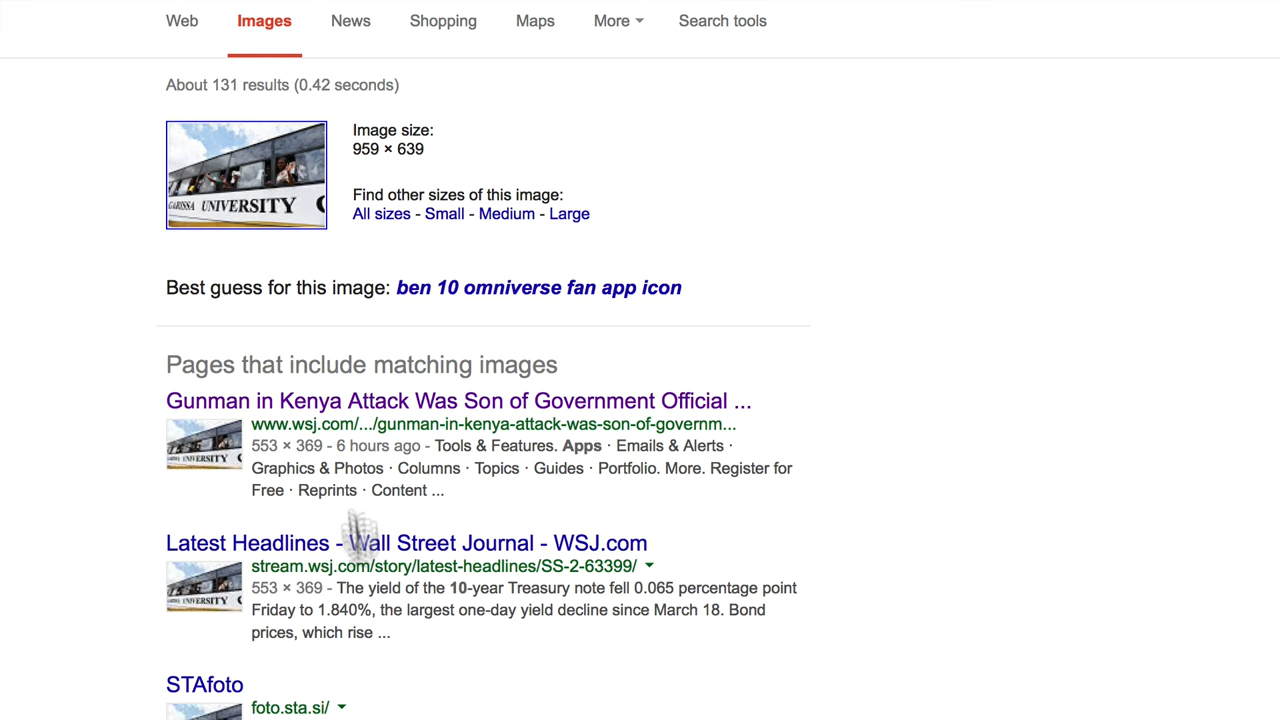 Web Images News Shopping Maps More Search tools
About 131 results (0.42 seconds)
GARISSA UNIVERSITY
Image size:
959 × 639
Find other sizes of this image:
All sizes - Small - Medium - Large
Best guess for this image: ben 10 omniverse fan app icon
Pages that include matching images
Gunman in Kenya Attack Was Son of Government Official ...
www.wsj.com/.../gunman-in-kenya-attack-was-son-of-governm...
553 × 369 - 6 hours ago - Tools & Features. Apps · Emails & Alerts ·
Graphics & Photos · Columns · Topics · Guides · Portfolio. More. Register for
Free · Reprints · Content ...
UNIVERSITY
Latest Headlines - Wall Street Journal - WSJ.com
stream.wsj.com/story/latest-headlines/SS-2-63399/
553 × 369 - The yield of the 10-year Treasury note fell 0.065 percentage point
Friday to 1.840%, the largest one-day yield decline since March 18. Bond
prices, which rise ...
UNIVERSITY
STAfoto
foto.sta.si/